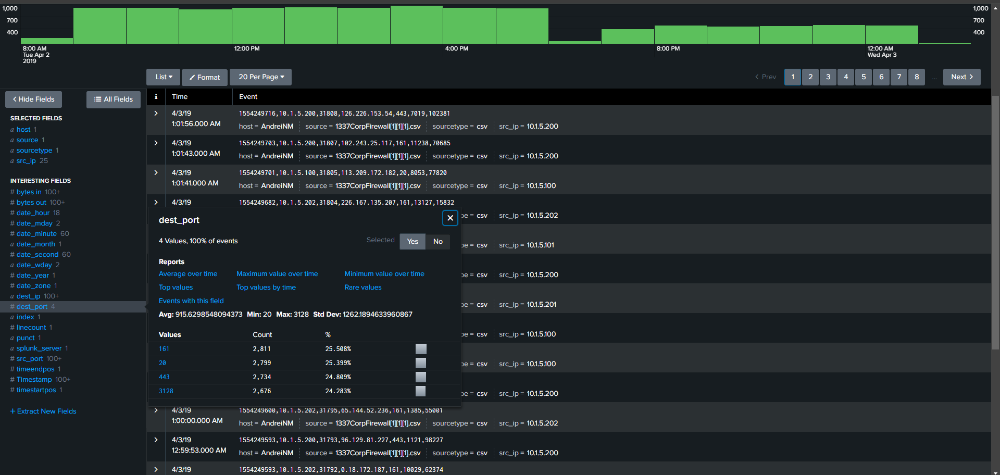 1,000
700
400
1,000
700
400
8:00 AM
Tue Apr 2
2019
12:00 PM
4:00 PM
8:00 PM
12:00 AM
Wed Apr 3
List
Format
20 Per Page
Prev
1
2
3
4
5
6
7
8
...
Next
Hide Fields
All Fields
SELECTED FIELDS
a host 1
a source 1
a sourcetype 1
a src_ip 25
INTERESTING FIELDS
# bytes in 100+
# bytes out 100+
# date_hour 18
# date_mday 2
# date_minute 60
a date_month 1
# date_second 60
a date_wday 2
# date_year 1
# date_zone 1
a dest_ip 100+
# dest_port 4
a index 1
# linecount 1
a punct 1
a splunk_server 1
# src_port 100+
# timeendpos 1
# Timestamp 100+
# timestartpos 1
+ Extract New Fields
i Time Event
4/3/19
1:01:56.000 AM
1554249716,10.1.5.200,31808,126.226.153.54,443,7019,102381
host = AndreiNM source = 1337CorpFirewall[1][1][1].csv sourcetype = csv src_ip = 10.1.5.200
4/3/19
1:01:43.000 AM
1554249703,10.1.5.200,31807,102.243.25.117,161,11238,70685
host = AndreiNM source = 1337CorpFirewall[1][1][1].csv sourcetype = csv src_ip = 10.1.5.200
4/3/19
1:01:41.000 AM
1554249701,10.1.5.100,31805,113.209.172.182,20,8053,77820
host = AndreiNM source = 1337CorpFirewall[1][1][1].csv sourcetype = csv src_ip = 10.1.5.100
4/3/19
1554249682,10.1.5.202,31804,226.167.135.207,161,13127,15832
pe = csv src_ip = 10.1.5.202
pe = csv src_ip = 10.1.5.101
pe = csv src_ip = 10.1.5.200
pe = csv src_ip = 10.1.5.201
pe = csv src_ip = 10.1.5.100
pe = csv src_ip = 10.1.5.100
pe = csv src_ip = 10.1.5.200
dest_port
4 Values, 100% of events
Selected Yes No
Reports
Average over time Maximum value over time Minimum value over time
Top values Top values by time Rare values
Events with this field
Avg: 915.6298548094373 Min: 20 Max: 3128 Std Dev: 1262.1894633960867
Values Count %
161 2,811 25.508%
20 2,799 25.399%
443 2,734 24.809%
3128 2,676 24.283%
4/3/19
1:00:00.000 AM
1554249600,10.1.5.202,31795,65.144.52.236,161,1385,55001
host = AndreiNM source = 1337CorpFirewall[1][1][1].csv sourcetype = csv src_ip = 10.1.5.202
4/3/19
12:59:53.000 AM
1554249593,10.1.5.200,31793,96.129.81.227,443,1121,98227
host = AndreiNM source = 1337CorpFirewall[1][1][1].csv sourcetype = csv src_ip = 10.1.5.200
4/3/19
1554249593,10.1.5.202,31792,0.18.172.187,161,10029,62374